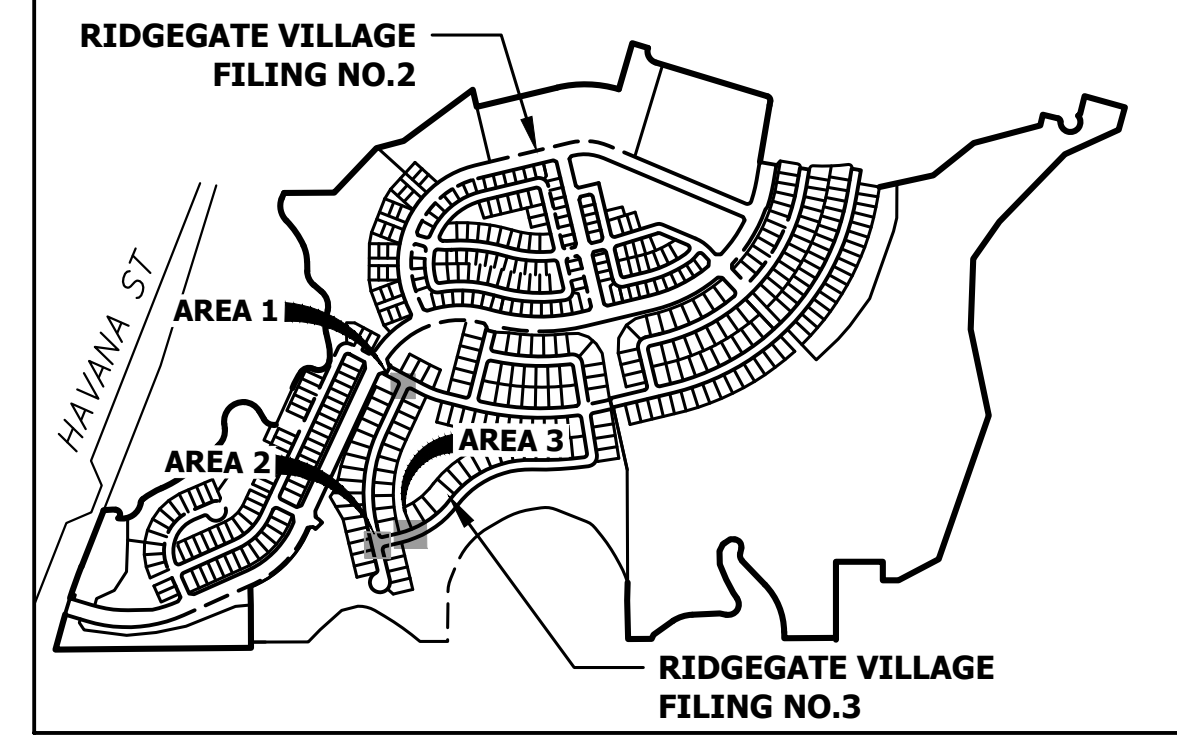 RIDGEGATE VILLAGE
FILING NO.2
HAVANA ST
AREA 1
AREA 3
AREA 2
RIDGEGATE VILLAGE
FILING NO.3